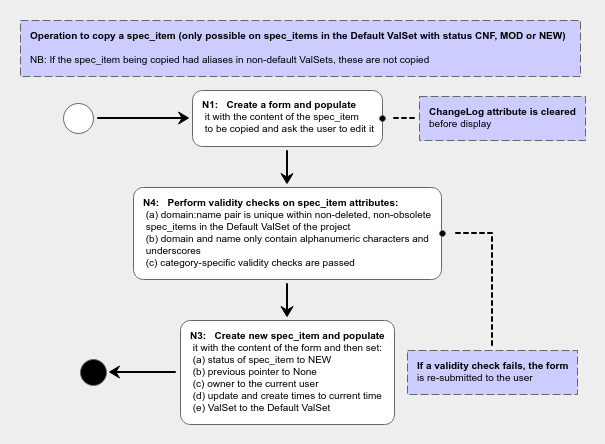 Operation to copy a spec_item (only possible on spec_items in the Default ValSet with status CNF, MOD or NEW)
NB: If the spec_item being copied had aliases in non-default ValSets, these are not copied
N1:   Create a form and populate
it with the content of the spec_item
to be copied and ask the user to edit it
ChangeLog attribute is cleared
before display
N4:   Perform validity checks on spec_item attributes:
(a) domain:name pair is unique within non-deleted, non-obsolete
spec_items in the Default ValSet of the project
(b) domain and name only contain alphanumeric characters and
underscores
(c) category-specific validity checks are passed
N3:   Create new spec_item and populate
it with the content of the form and then set:
(a) status of spec_item to NEW
(b) previous pointer to None
(c) owner to the current user
(d) update and create times to current time
(e) ValSet to the Default ValSet
If a validity check fails, the form
is re-submitted to the user